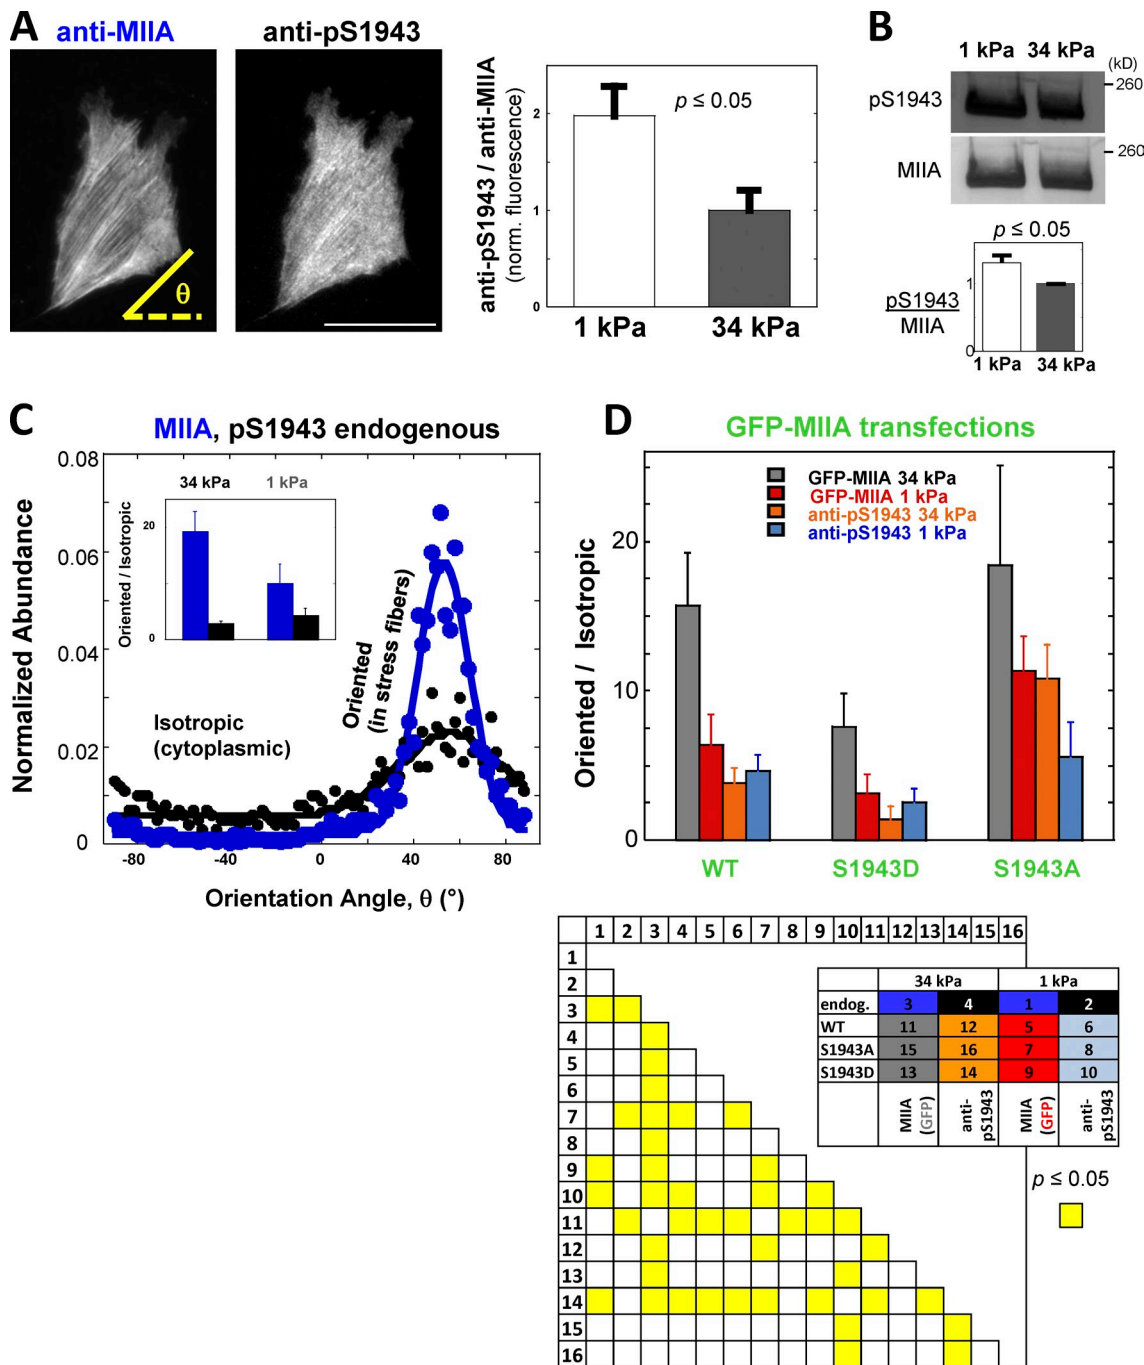 A
anti-MIIA
anti-pS1943
θ
anti-pS1943 / anti-MIIA
(norm. fluorescence)
2
1
0
p ≤ 0.05
1 kPa
34 kPa
B
1 kPa 34 kPa
(kD)
pS1943
260
MIIA
260
p ≤ 0.05
pS1943
MIIA
1
0
1 kPa 34 kPa
C
MIIA, pS1943 endogenous
Normalized Abundance
0.08
0.06
0.04
0.02
0
34 kPa
1 kPa
Oriented / Isotropic
20
0
Oriented
(in stress fibers)
Isotropic
(cytoplasmic)
-80 -40 0 40 80
Orientation Angle, θ (°)
D
GFP-MIIA transfections
GFP-MIIA 34 kPa
GFP-MIIA 1 kPa
anti-pS1943 34 kPa
anti-pS1943 1 kPa
Oriented / Isotropic
20
10
0
WT
S1943D
S1943A
1 2 3 4 5 6 7 8 9 10 11 12 13 14 15 16
1
2
3
4
5
6
7
8
9
10
11
12
13
14
15
16
34 kPa 1 kPa
endog. 3 4 1 2
WT 11 12 5 6
S1943A 15 16 7 8
S1943D 13 14 9 10
MIIA
(GFP)
anti-
pS1943
MIIA
(GFP)
anti-
pS1943
p ≤ 0.05